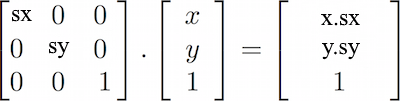 sx 0 0 x x.sx
0 sy 0 . y = y.sy
0 0 1 1 1